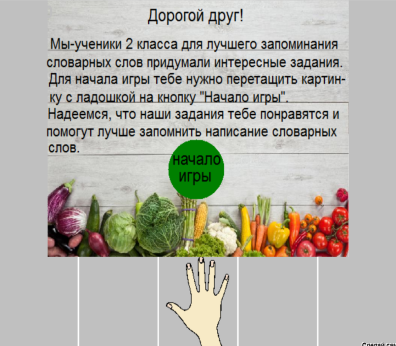 Дорогой друг!
Мы-ученики 2 класса для лучшего запоминания
словарных слов придумали интересные задания.
Для начала игры тебе нужно перетащить картин-
ку с ладошкой на кнопку "Начало игры".
Надеемся, что наши задания тебе понравятся и
помогут лучше запомнить написание словарных
слов.
начало
игры